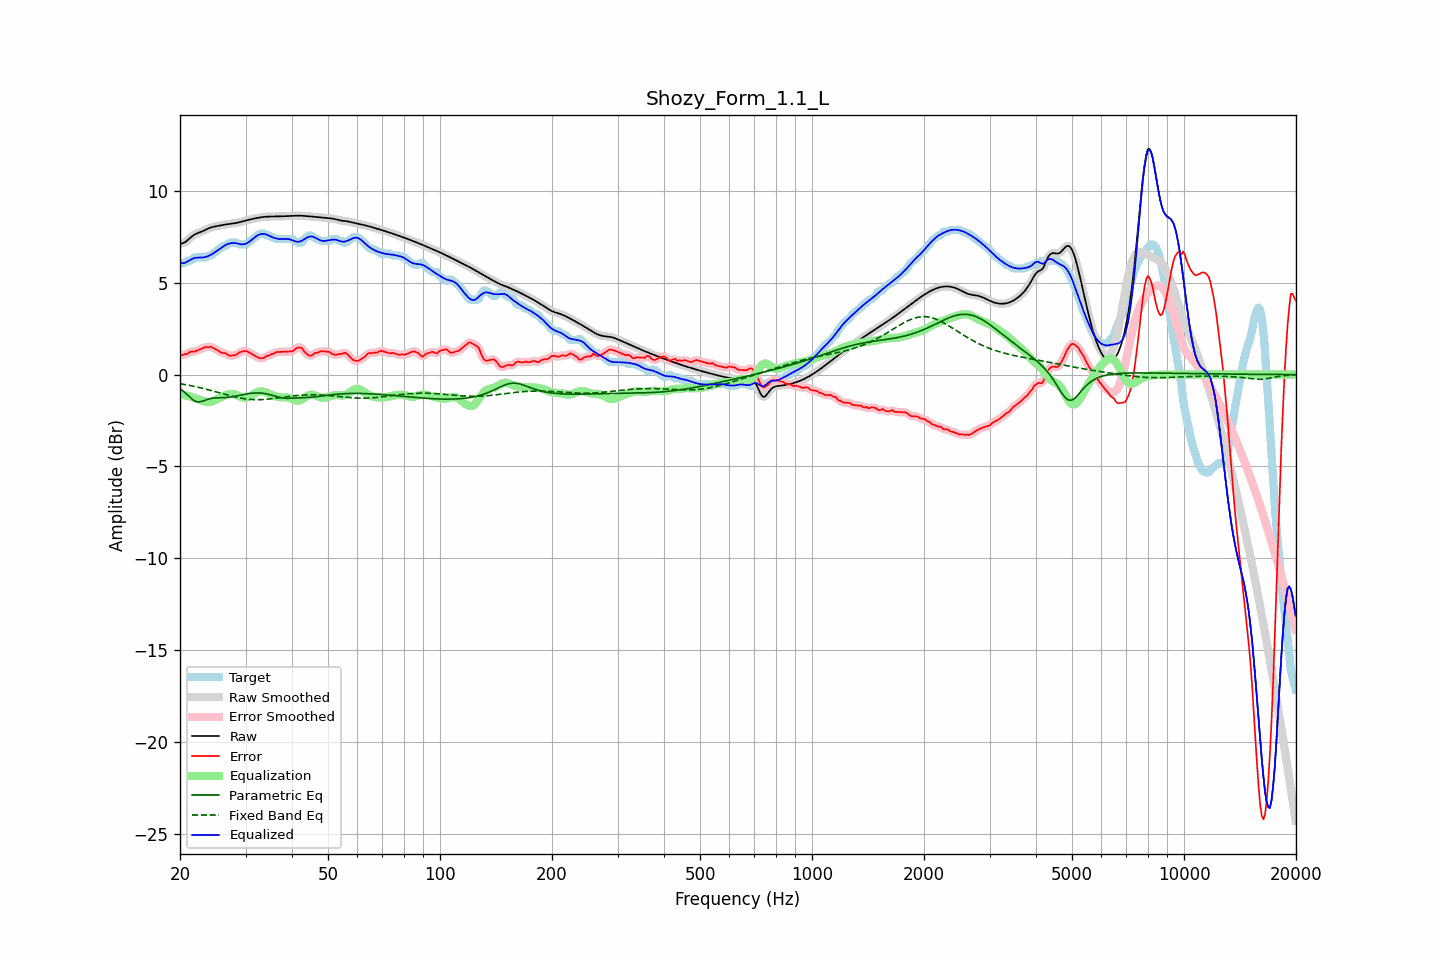 Shozy_Form_1.1_L
Amplitude (dBr)
10
5
0
−5
−10
−15
−20
−25
Target
Raw Smoothed
Error Smoothed
Raw
Error
Equalization
Parametric Eq
Fixed Band Eq
Equalized
20 50 100 200 500 1000 2000 5000 10000 20000
Frequency (Hz)